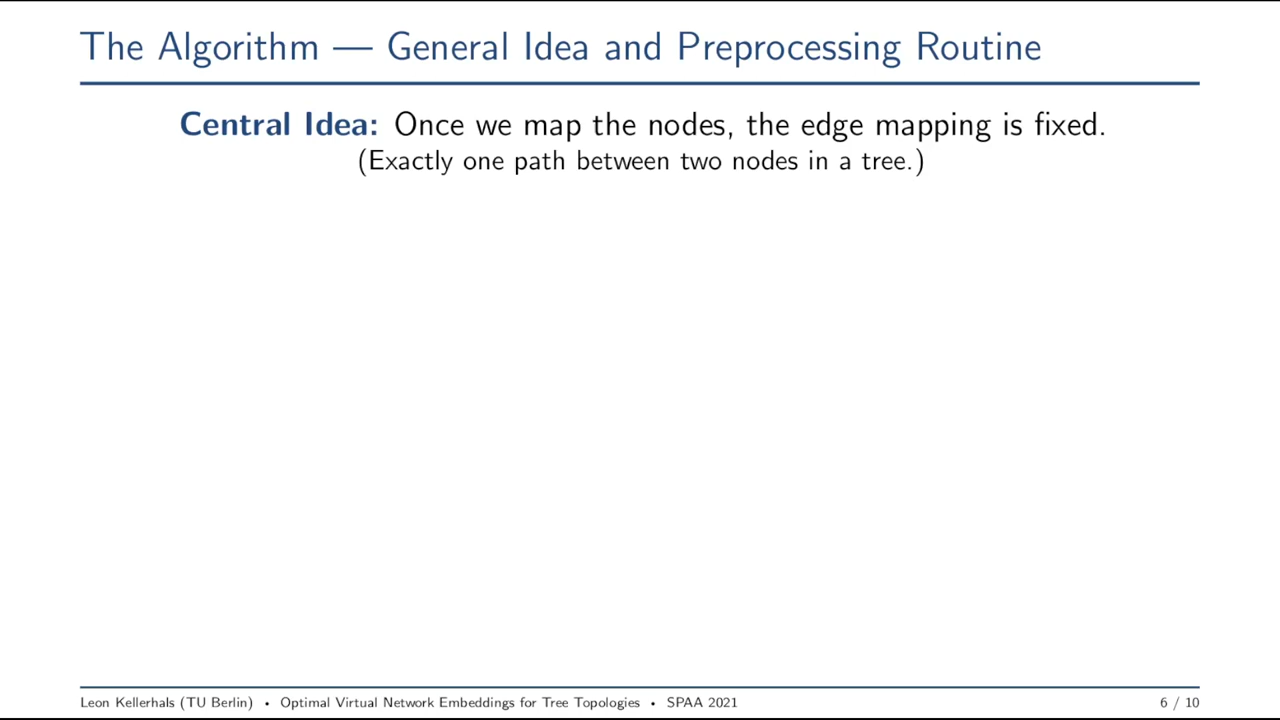 The Algorithm — General Idea and Preprocessing Routine
Central Idea: Once we map the nodes, the edge mapping is fixed.
(Exactly one path between two nodes in a tree.)
Leon Kellerhals (TU Berlin) • Optimal Virtual Network Embeddings for Tree Topologies • SPAA 2021 6 / 10